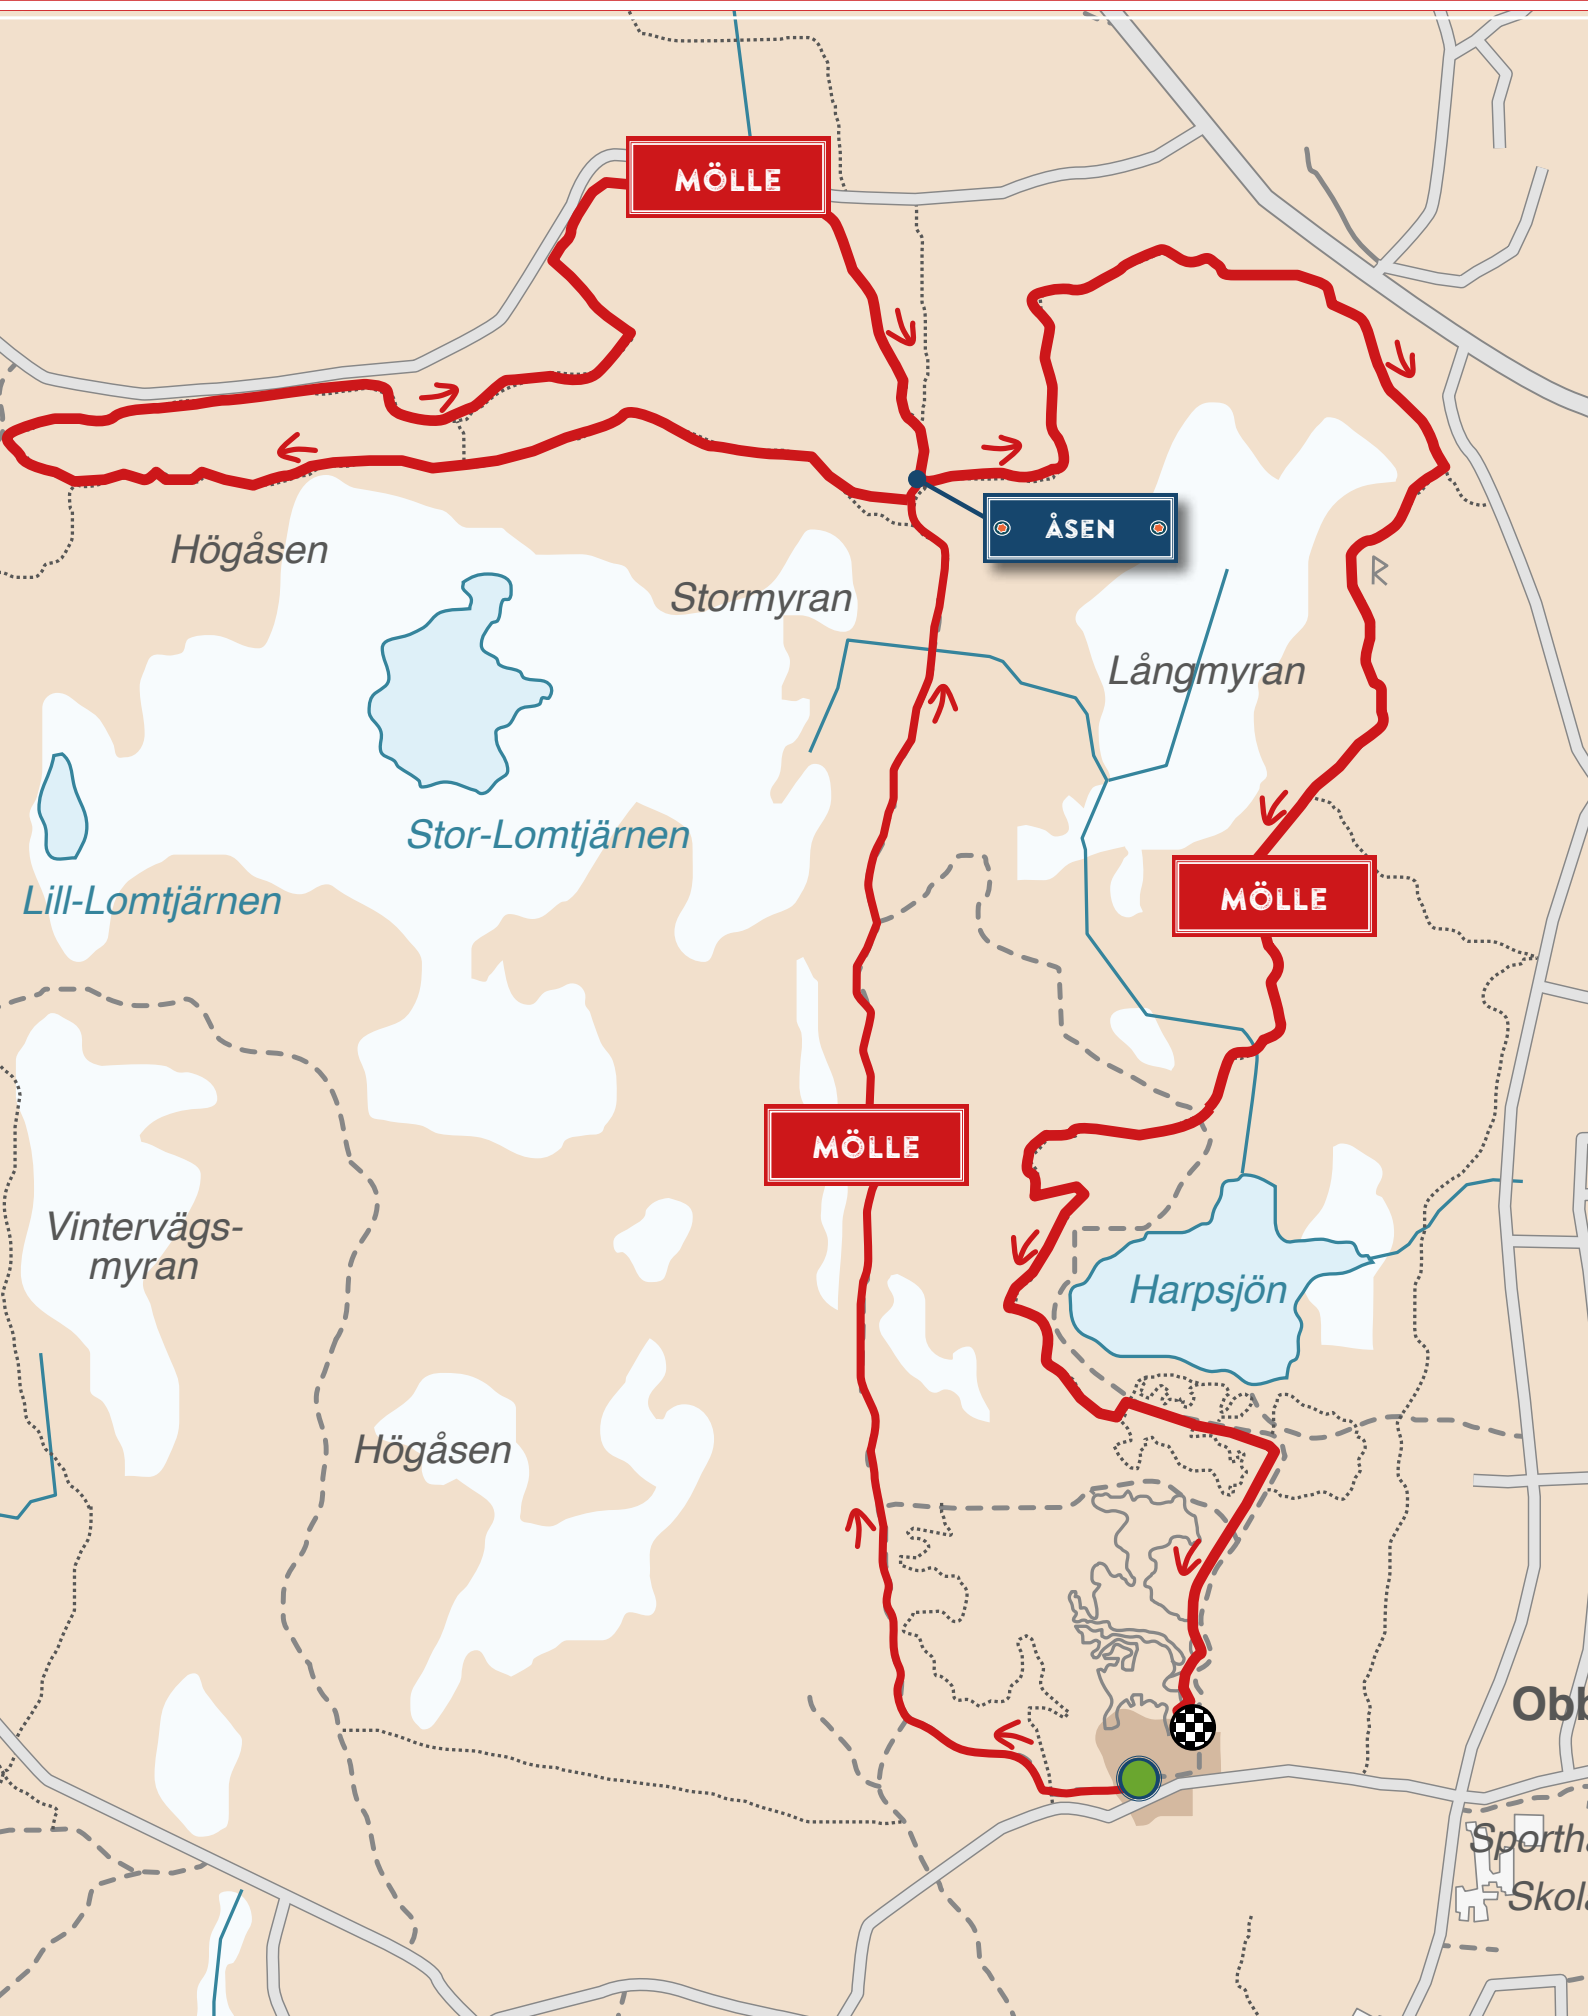 MÖLLE
ÅSEN
Högåsen
Stormyran
R
Långmyran
Stor-Lomtjärnen
Lill-Lomtjärnen
MÖLLE
MÖLLE
Vintervägs-
myran
Harpsjön
Högåsen